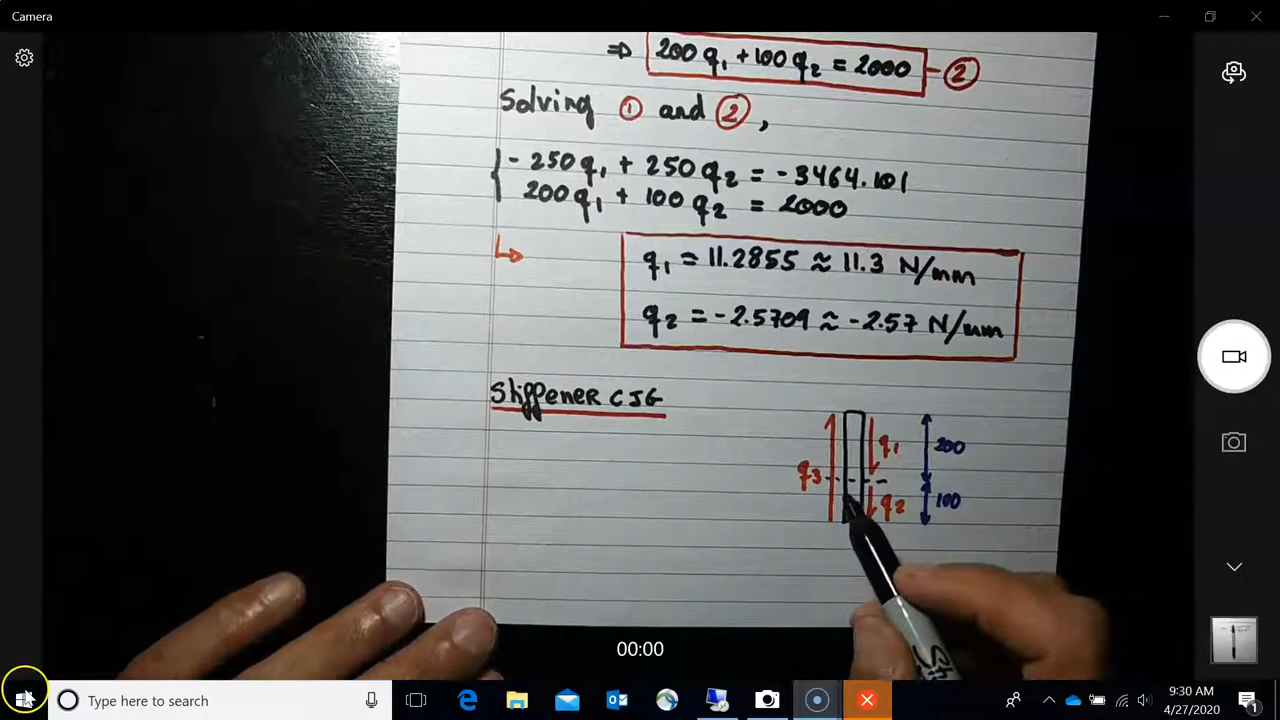 Camera
⇒ 200 q₁ + 100 q₂ = 2000 - ②
Solving ① and ②,
- 250 q₁ + 250 q₂ = - 3464.101
200 q₁ + 100 q₂ = 2000
q₁ = 11.2855 ≈ 11.3 N/mm
q₂ = - 2.5709 ≈ - 2.57 N/mm
Stiffener CJG
q₁ 200
q₃
q₂ 100
00:00
Type here to search
9:30 AM
4/27/2020
1